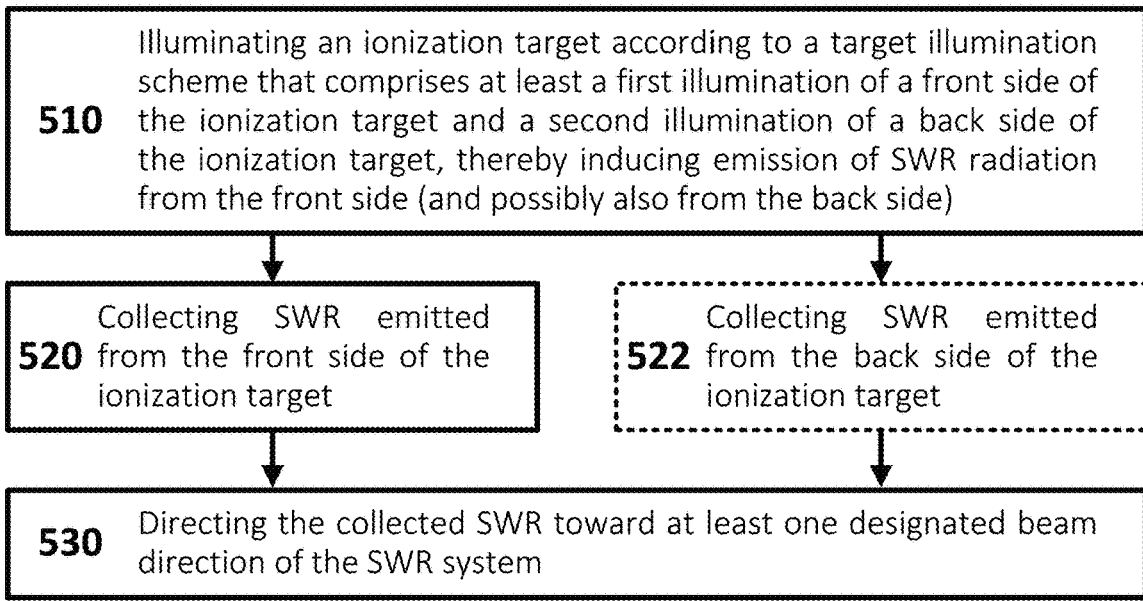 Illuminating an ionization target according to a target illumination
scheme that comprises at least a first illumination of a front side of
510 the ionization target and a second illumination of a back side of
the ionization target, thereby inducing emission of SWR radiation
from the front side (and possibly also from the back side)
Collecting SWR emitted
520 from the front side of the
ionization target
Collecting SWR emitted
522 from the back side of the
ionization target
530 Directing the collected SWR toward at least one designated beam
direction of the SWR system